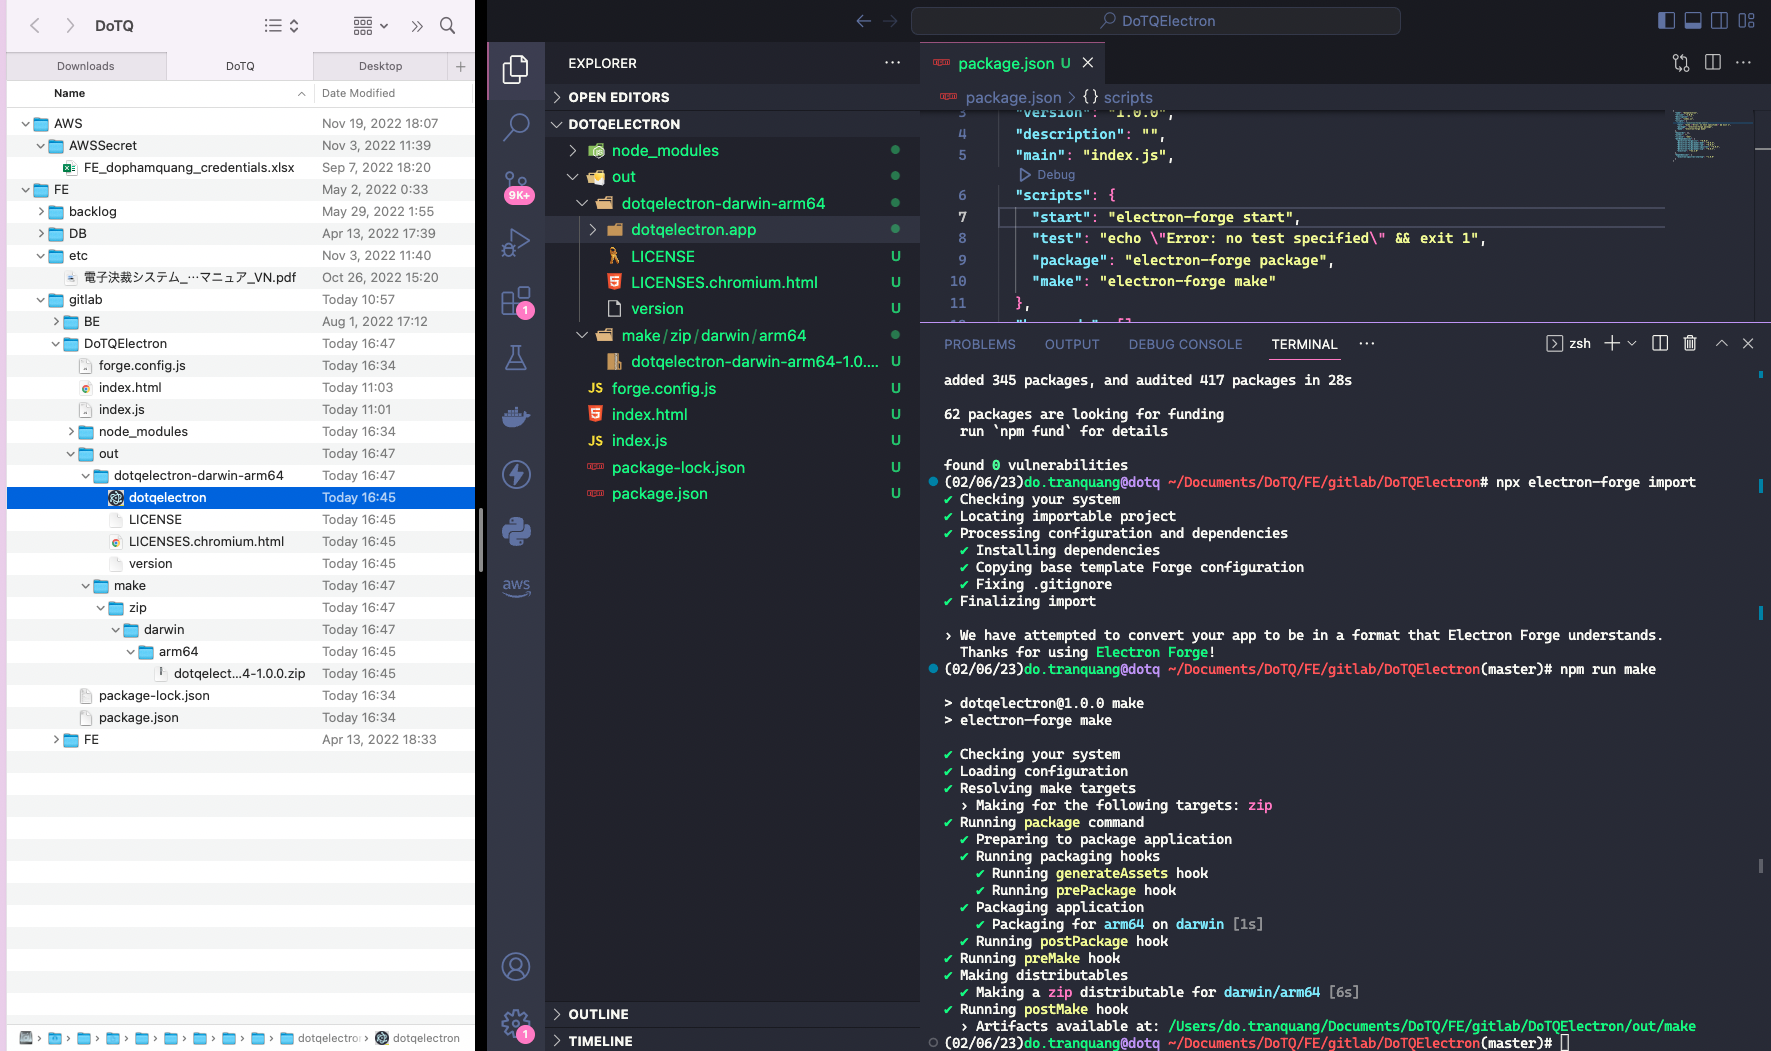 DoTQ
Downloads
DoTQ
Desktop
Name
Date Modified
AWS
Nov 19, 2022 18:07
AWSSecret
Nov 3, 2022 11:39
FE_dophamquang_credentials.xlsx
Sep 7, 2022 18:20
FE
May 2, 2022 0:33
backlog
May 29, 2022 1:55
DB
Apr 13, 2022 17:39
etc
Nov 3, 2022 11:40
電子決裁システム_…マニュア_VN.pdf
Oct 26, 2022 15:20
gitlab
Today 10:57
BE
Aug 1, 2022 17:12
DoTQElectron
Today 16:47
forge.config.js
Today 16:34
index.html
Today 11:03
index.js
Today 11:01
node_modules
Today 16:34
out
Today 16:47
dotqelectron-darwin-arm64
Today 16:47
dotqelectron
Today 16:45
LICENSE
Today 16:45
LICENSES.chromium.html
Today 16:45
version
Today 16:45
make
Today 16:47
zip
Today 16:47
darwin
Today 16:47
arm64
Today 16:45
dotqelect…4-1.0.0.zip
Today 16:45
package-lock.json
Today 16:34
package.json
Today 16:34
FE
Apr 13, 2022 18:33
dotqelectro
dotqelectron
DoTQElectron
9K+
1
aws
1
EXPLORER
OPEN EDITORS
DOTQELECTRON
node_modules
out
dotqelectron-darwin-arm64
dotqelectron.app
LICENSE U
LICENSES.chromium.html U
version U
make/zip/darwin/arm64
dotqelectron-darwin-arm64-1.0.... U
JS forge.config.js U
index.html U
JS index.js U
package-lock.json U
package.json U
OUTLINE
TIMELINE
package.json U
package.json > {} scripts
3 "version": "1.0.0",
4 "description": "",
5 "main": "index.js",
Debug
6 "scripts": {
7 "start": "electron-forge start",
8 "test": "echo \"Error: no test specified\" && exit 1",
9 "package": "electron-forge package",
10 "make": "electron-forge make"
11 },
PROBLEMS
OUTPUT
DEBUG CONSOLE
TERMINAL
zsh
added 345 packages, and audited 417 packages in 28s
62 packages are looking for funding
run `npm fund` for details
found 0 vulnerabilities
(02/06/23)do.tranquang@dotq ~/Documents/DoTQ/FE/gitlab/DoTQElectron# npx electron-forge import
✔ Checking your system
✔ Locating importable project
✔ Processing configuration and dependencies
✔ Installing dependencies
✔ Copying base template Forge configuration
✔ Fixing .gitignore
✔ Finalizing import
› We have attempted to convert your app to be in a format that Electron Forge understands.
Thanks for using Electron Forge!
(02/06/23)do.tranquang@dotq ~/Documents/DoTQ/FE/gitlab/DoTQElectron(master)# npm run make
> dotqelectron@1.0.0 make
> electron-forge make
✔ Checking your system
✔ Loading configuration
✔ Resolving make targets
› Making for the following targets: zip
✔ Running package command
✔ Preparing to package application
✔ Running packaging hooks
✔ Running generateAssets hook
✔ Running prePackage hook
✔ Packaging application
✔ Packaging for arm64 on darwin [1s]
✔ Running postPackage hook
✔ Running preMake hook
✔ Making distributables
✔ Making a zip distributable for darwin/arm64 [6s]
✔ Running postMake hook
› Artifacts available at: /Users/do.tranquang/Documents/DoTQ/FE/gitlab/DoTQElectron/out/make
(02/06/23)do.tranquang@dotq ~/Documents/DoTQ/FE/gitlab/DoTQElectron(master)#